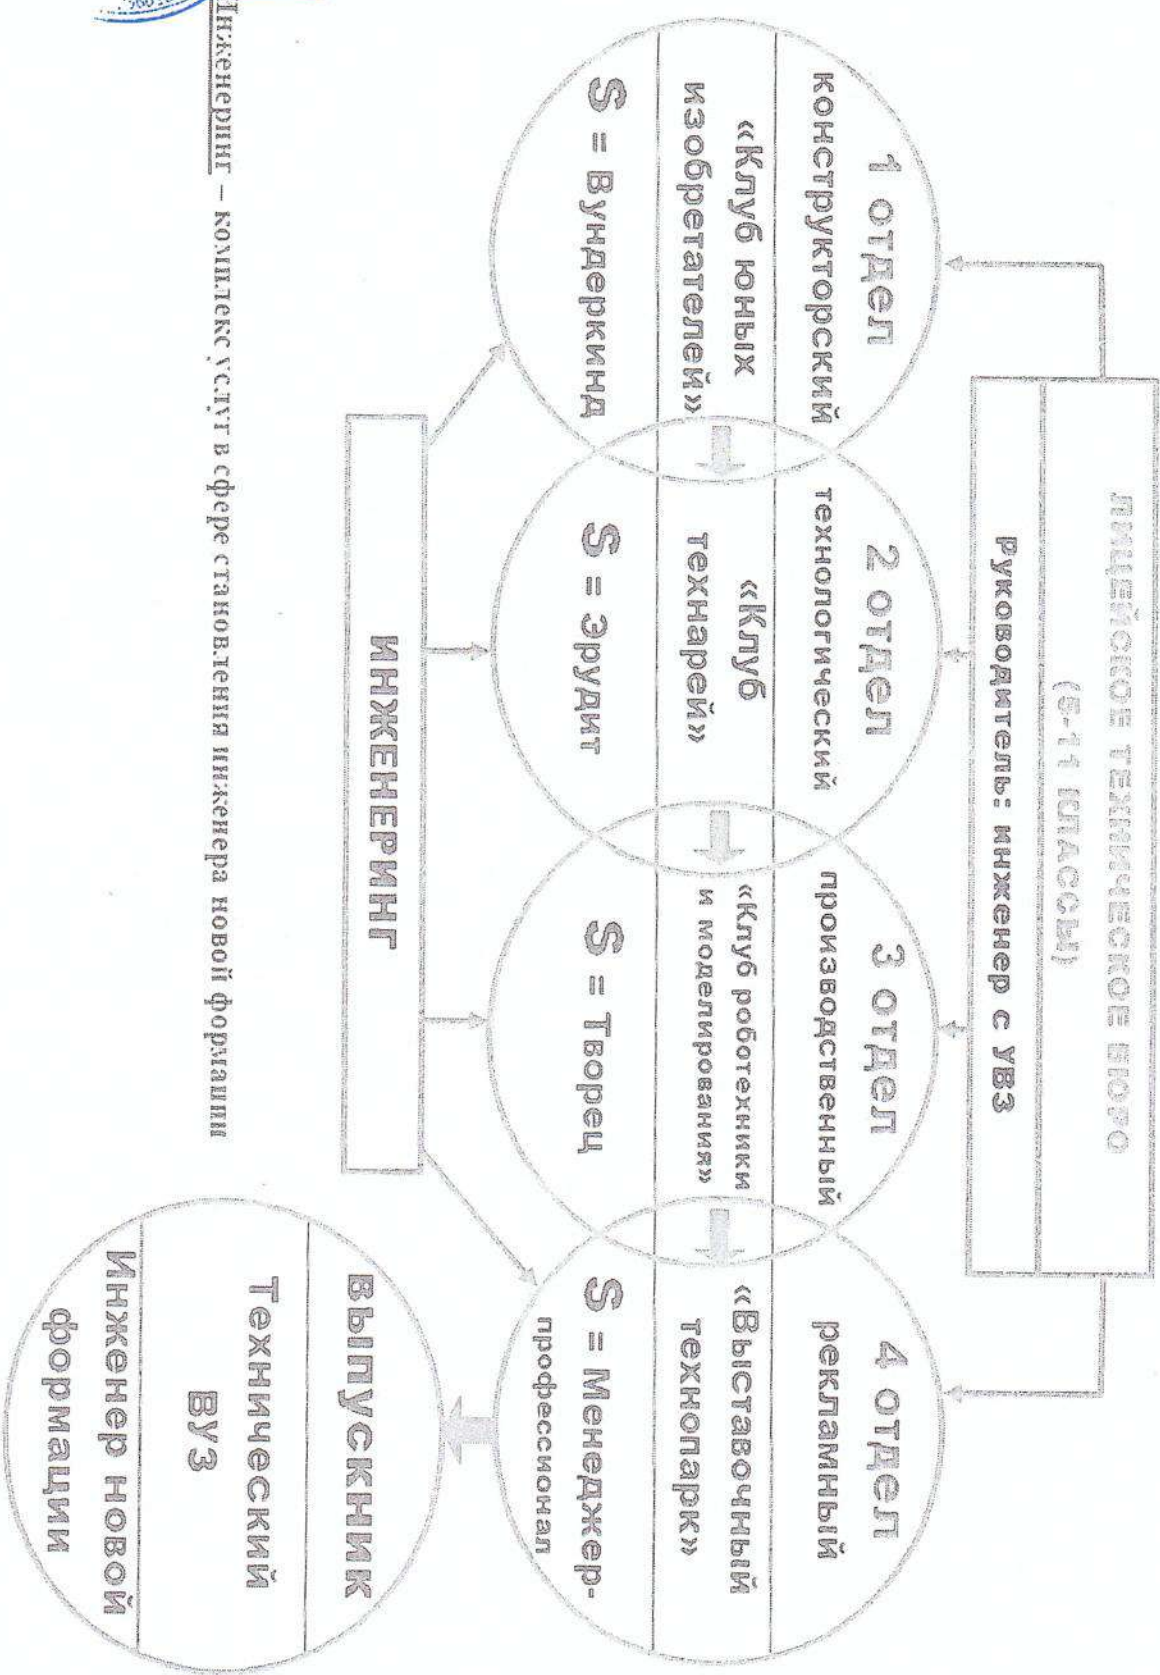 ЛИЦЕЙСКОЕ ТЕХНИЧЕСКОЕ БЮРО
(5-11 КЛАССЫ)
Руководитель: инженер с УВЗ
1 отдел
конструкторский
«Клуб юных
изобретателей»
S = Вундеркинд
2 отдел
технологический
«Клуб
технарей»
S = Эрудит
3 отдел
производственный
«Клуб робототехники
и моделирования»
S = Творец
4 отдел
рекламный
«Выставочный
технопарк»
S = Менеджер-
профессионал
ИНЖЕНЕРИНГ
ВЫПУСКНИК
Технический
ВУЗ
Инженер новой
формации
Инженеринг – комплекс услуг в сфере становления инженера новой формации